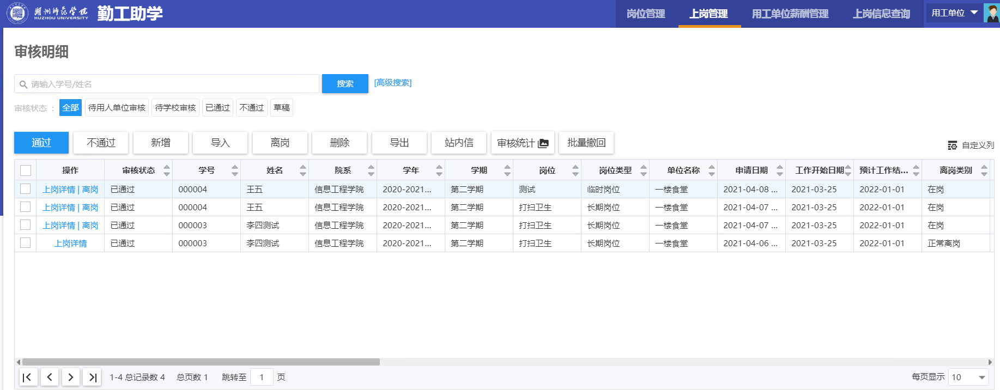 湖州师范学院 勤工助学
HUZHOU UNIVERSITY
岗位管理 上岗管理 用工单位薪酬管理 上岗信息查询 用工单位
审核明细
请输入学号/姓名 搜索 [高级搜索]
审核状态 : 全部 待用人单位审核 待学校审核 已通过 不通过 草稿
通过 不通过 新增 导入 离岗 删除 导出 站内信 审核统计 批量撤回 自定义列
操作 审核状态 学号 姓名 院系 学年 学期 岗位 岗位类型 单位名称 申请日期 工作开始日期 预计工作结... 离岗类别
上岗详情 | 离岗 已通过 000004 王五 信息工程学院 2020-2021... 第二学期 测试 临时岗位 一楼食堂 2021-04-08 ... 2021-03-25 2022-01-01 在岗
上岗详情 | 离岗 已通过 000004 王五 信息工程学院 2020-2021... 第二学期 打扫卫生 长期岗位 一楼食堂 2021-04-07 ... 2021-03-25 2022-01-01 在岗
上岗详情 | 离岗 已通过 000003 李四测试 信息工程学院 2020-2021... 第二学期 打扫卫生 长期岗位 一楼食堂 2021-04-07 ... 2021-03-25 2022-01-01 在岗
上岗详情 已通过 000003 李四测试 信息工程学院 2020-2021... 第二学期 打扫卫生 长期岗位 一楼食堂 2021-04-06 ... 2021-03-25 2022-01-01 正常离岗
1-4 总记录数 4 总页数 1 跳转至 1 页 每页显示 10